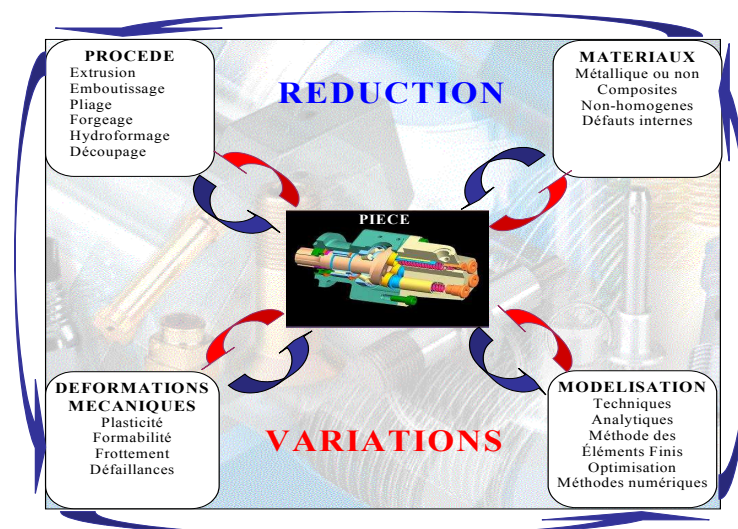 PROCEDE
Extrusion
Emboutissage
Pliage
Forgeage
Hydroformage
Découpage
REDUCTION
MATERIAUX
Métallique ou non
Composites
Non-homogenes
Défauts internes
PIECE
DEFORMATIONS
MECANIQUES
Plasticité
Formabilité
Frottement
Défaillances
VARIATIONS
MODELISATION
Techniques
Analytiques
Méthode des
Éléments Finis
Optimisation
Méthodes numériques